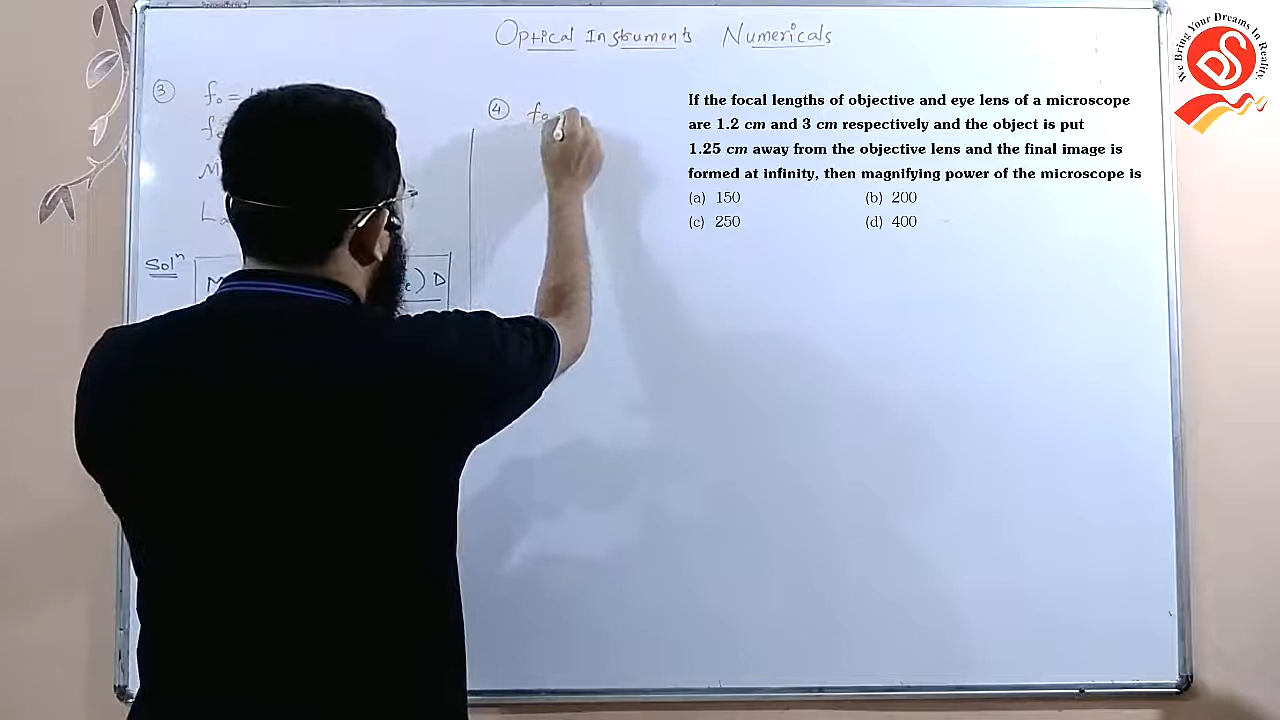 Optical Instruments Numericals
3
fo =
Solⁿ
) D
4 fo
If the focal lengths of objective and eye lens of a microscope
are 1.2 cm and 3 cm respectively and the object is put
1.25 cm away from the objective lens and the final image is
formed at infinity, then magnifying power of the microscope is
(a) 150 (b) 200
(c) 250 (d) 400
We Bring Your Dreams In Reality
DS